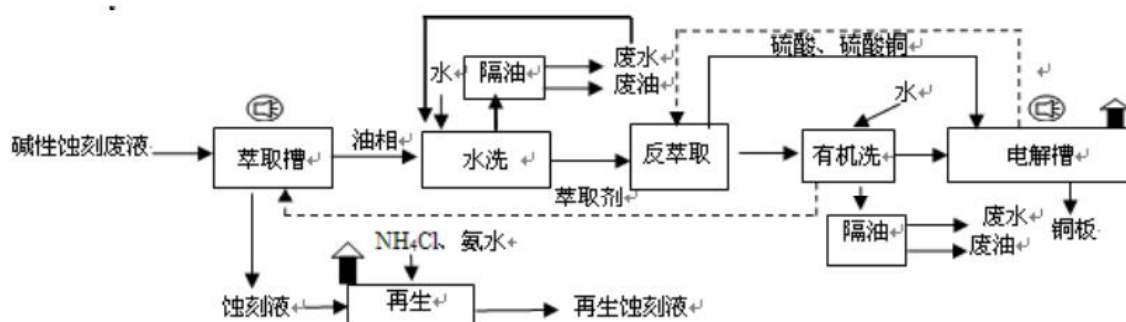 硫酸、硫酸铜
废水
水
隔油
废油
水
碱性蚀刻废液
萃取槽
油相
水洗
反萃取
有机洗
电解槽
萃取剂
隔油
废水
废油
铜板
NH₄Cl、氨水
蚀刻液
再生
再生蚀刻液